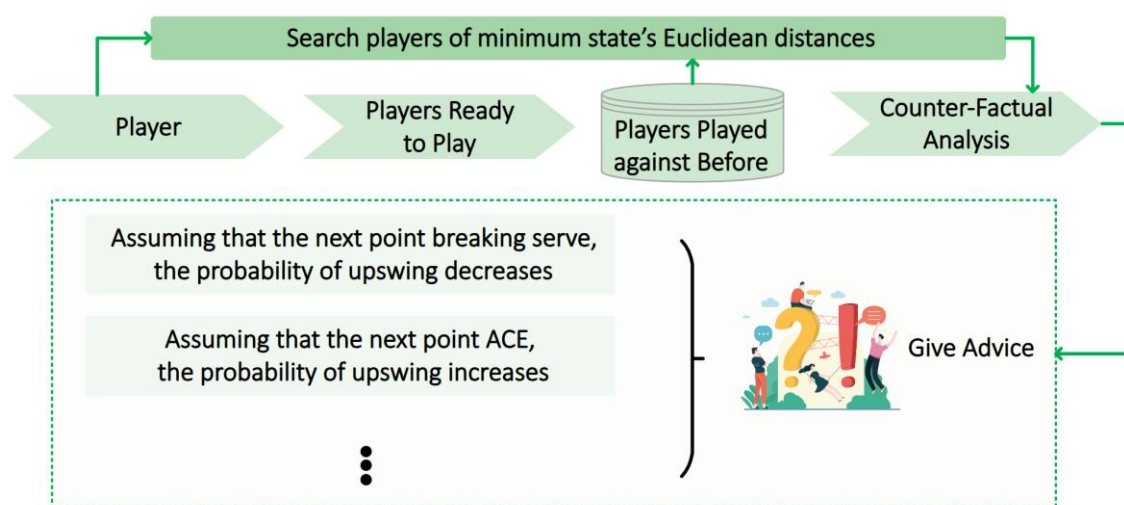 Search players of minimum state's Euclidean distances
Player
Players Ready
to Play
Players Played
against Before
Counter-Factual
Analysis
Assuming that the next point breaking serve,
the probability of upswing decreases
Assuming that the next point ACE,
the probability of upswing increases
?!
Give Advice